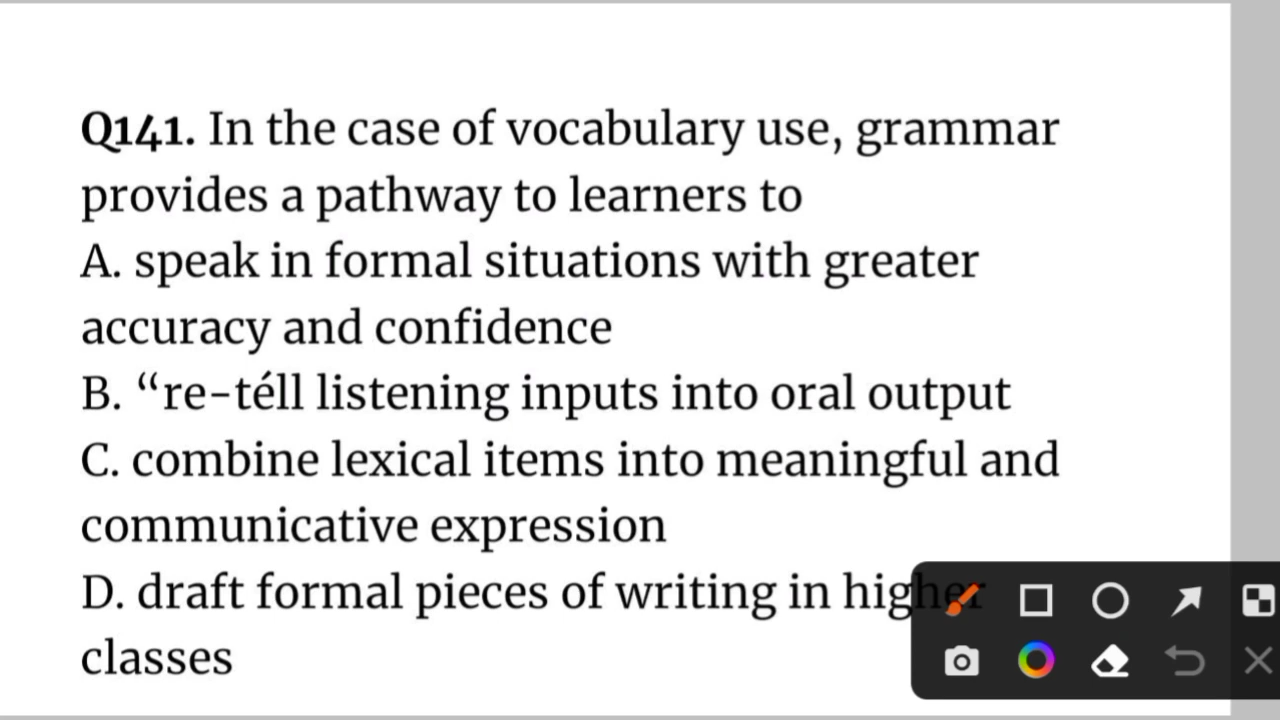 Q141. In the case of vocabulary use, grammar
provides a pathway to learners to
A. speak in formal situations with greater
accuracy and confidence
B. “re-téll listening inputs into oral output
C. combine lexical items into meaningful and
communicative expression
D. draft formal pieces of writing in higher
classes